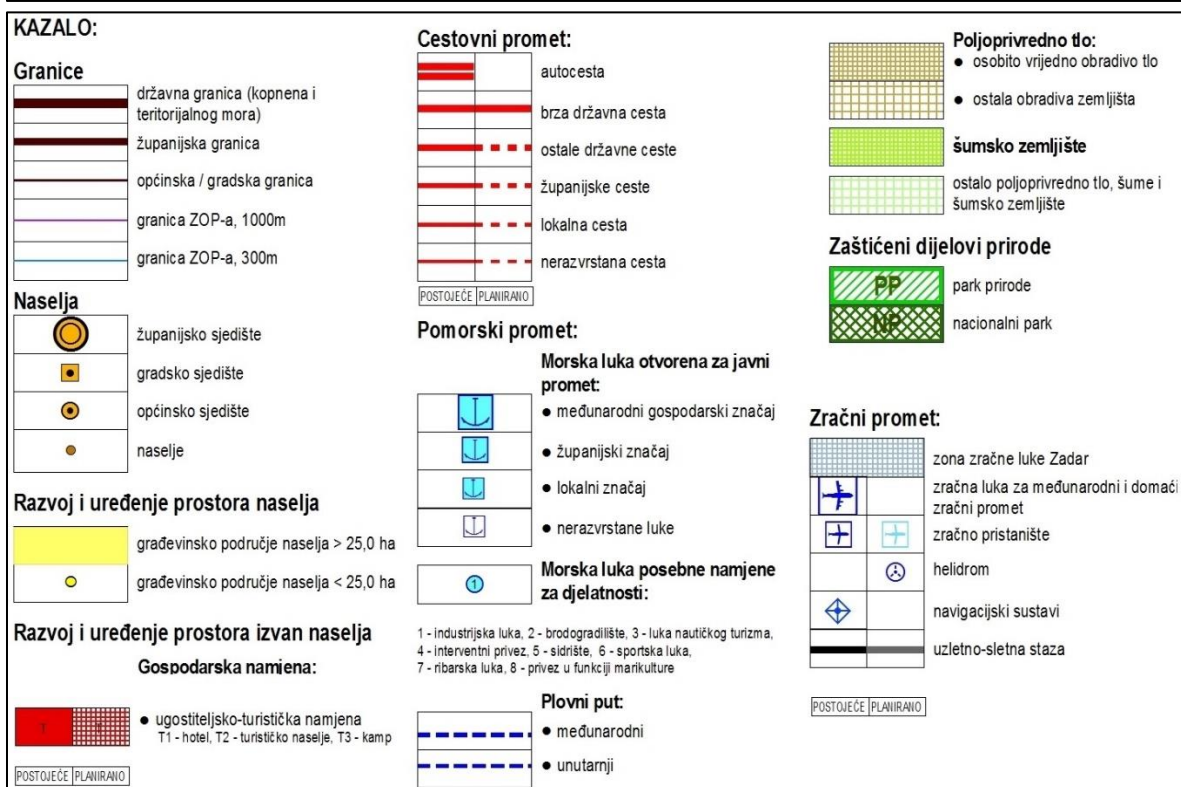 KAZALO:
Granice
državna granica (kopnena i
teritorijalnog mora)
županijska granica
općinska / gradska granica
granica ZOP-a, 1000m
granica ZOP-a, 300m
Naselja
županijsko sjedište
gradsko sjedište
općinsko sjedište
naselje
Razvoj i uređenje prostora naselja
građevinsko područje naselja > 25,0 ha
građevinsko područje naselja < 25,0 ha
Razvoj i uređenje prostora izvan naselja
Gospodarska namjena:
● ugostiteljsko-turistička namjena
T1 - hotel, T2 - turističko naselje, T3 - kamp
POSTOJEĆE PLANIRANO
Cestovni promet:
autocesta
brza državna cesta
ostale državne ceste
županijske ceste
lokalna cesta
nerazvrstana cesta
POSTOJEĆE PLANIRANO
Pomorski promet:
Morska luka otvorena za javni
promet:
● međunarodni gospodarski značaj
● županijski značaj
● lokalni značaj
● nerazvrstane luke
1
Morska luka posebne namjene
za djelatnosti:
1 - industrijska luka, 2 - brodogradilište, 3 - luka nautičkog turizma,
4 - interventni privez, 5 - sidrište, 6 - sportska luka,
7 - ribarska luka, 8 - privez u funkciji marikulture
Plovni put:
● međunarodni
● unutarnji
Poljoprivredno tlo:
● osobito vrijedno obradivo tlo
● ostala obradiva zemljišta
šumsko zemljište
ostalo poljoprivredno tlo, šume i
šumsko zemljište
Zaštićeni dijelovi prirode
PP
park prirode
NP
nacionalni park
Zračni promet:
zona zračne luke Zadar
zračna luka za međunarodni i domaći
zračni promet
zračno pristanište
helidrom
navigacijski sustavi
uzletno-sletna staza
POSTOJEĆE PLANIRANO